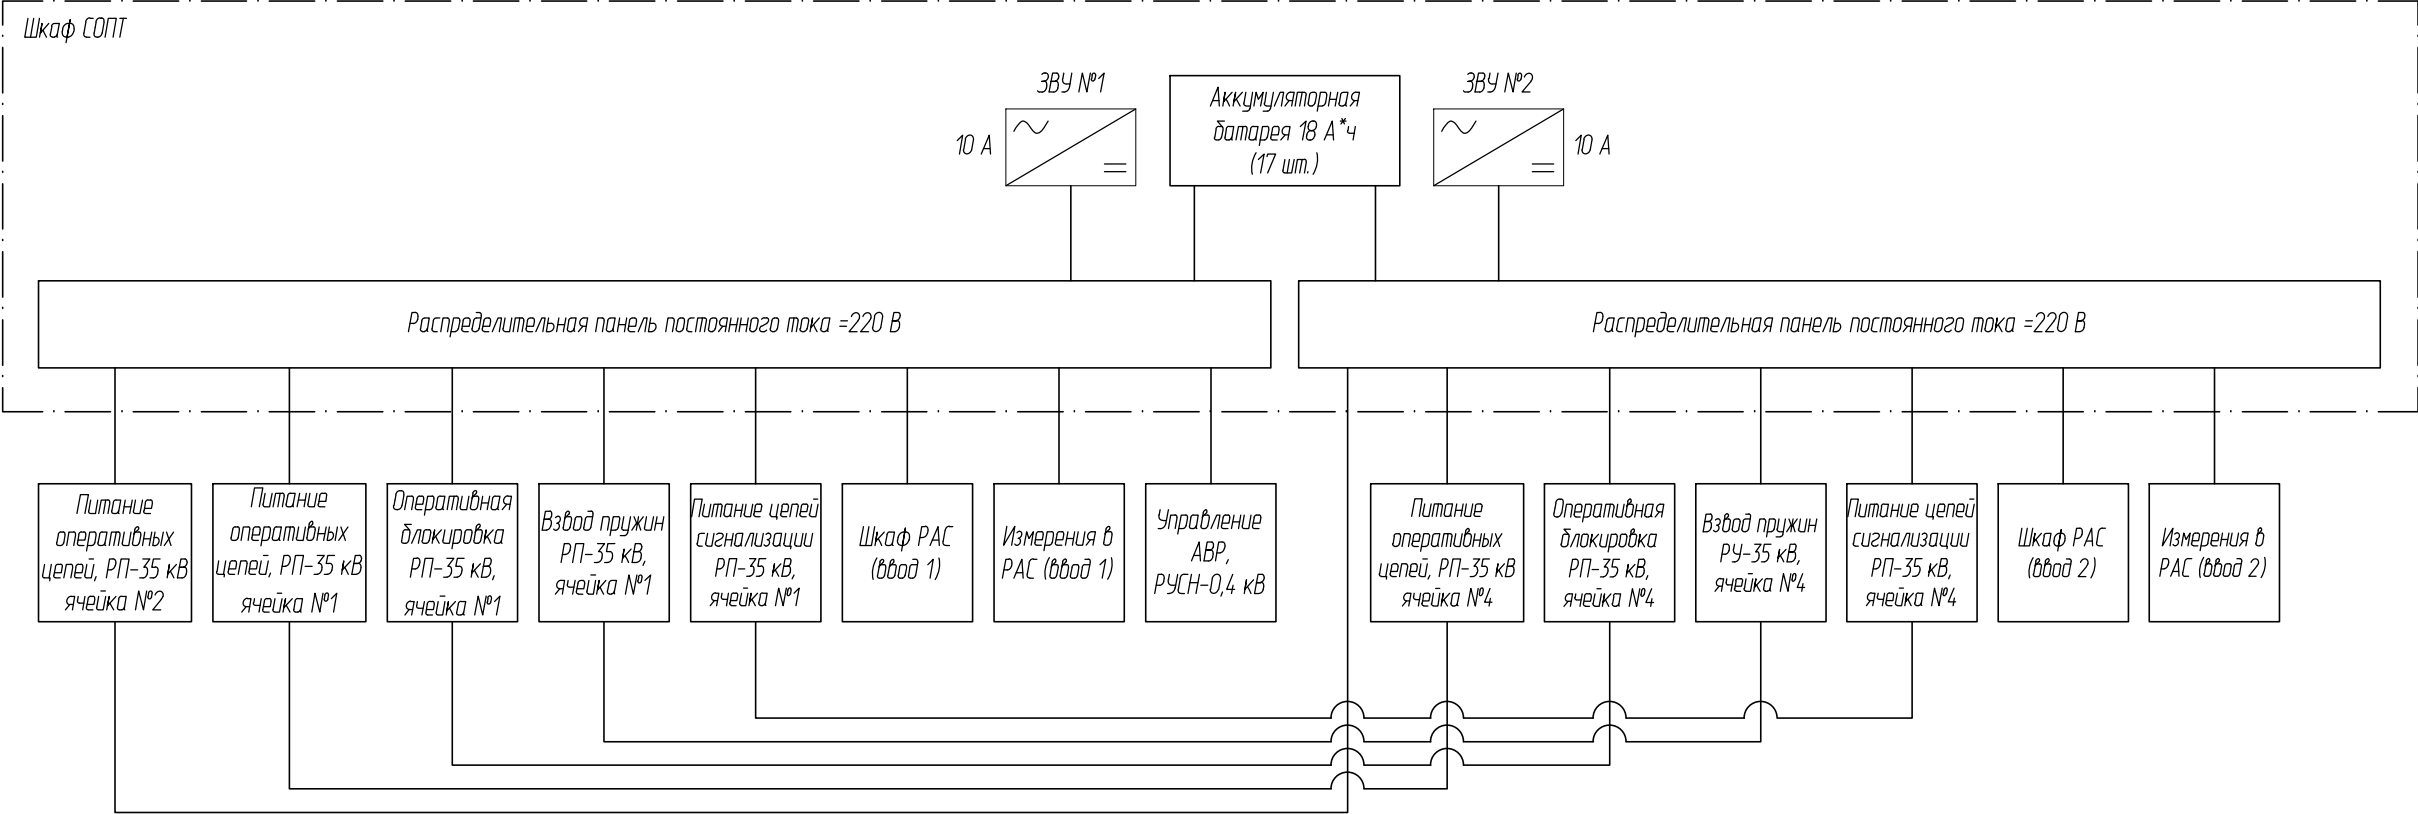 Шкаф СОПТ
ЗВУ №1
Аккумуляторная
батарея 18 А*ч
(17 шт.)
ЗВУ №2
10 А
10 А
Распределительная панель постоянного тока =220 В
Распределительная панель постоянного тока =220 В
Питание
оперативных
цепей, РП-35 кВ
ячейка №2
Питание
оперативных
цепей, РП-35 кВ
ячейка №1
Оперативная
блокировка
РП-35 кВ,
ячейка №1
Взвод пружин
РП-35 кВ,
ячейка №1
Питание цепей
сигнализации
РП-35 кВ,
ячейка №1
Шкаф РАС
(ввод 1)
Измерения в
РАС (ввод 1)
Управление
АВР,
РУСН-0,4 кВ
Питание
оперативных
цепей, РП-35 кВ
ячейка №4
Оперативная
блокировка
РП-35 кВ,
ячейка №4
Взвод пружин
РУ-35 кВ,
ячейка №4
Питание цепей
сигнализации
РП-35 кВ,
ячейка №4
Шкаф РАС
(ввод 2)
Измерения в
РАС (ввод 2)